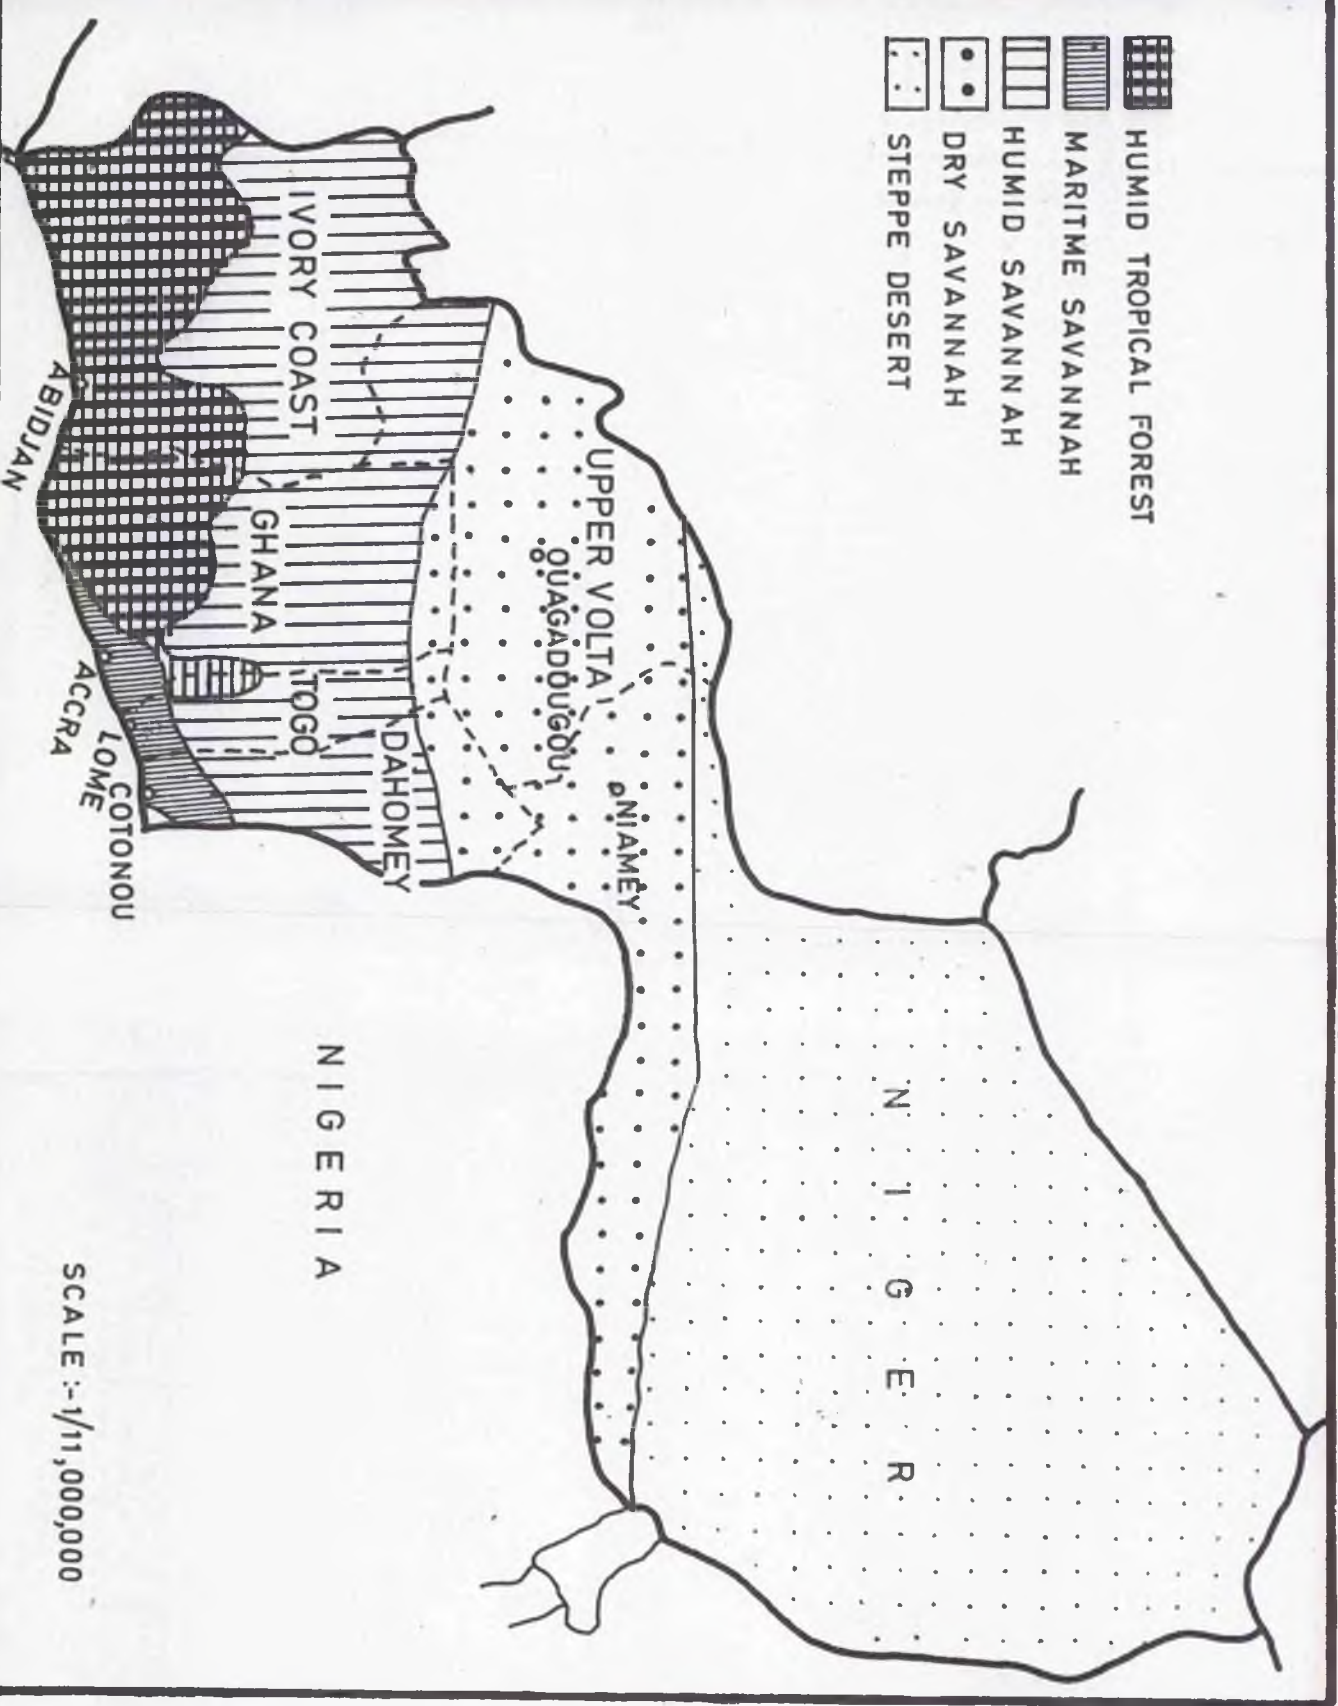 HUMID TROPICAL FOREST
MARITME SAVANNAH
HUMID SAVANNAH
DRY SAVANNAH
STEPPE DESERT
NIGER
UPPER VOLTA
NIAMEY
OUAGADOUGOU
DAHOMEY
IVORY COAST
TOGO
GHANA
NIGERIA
COTONOU
LOME
ACCRA
ABIDJAN
SCALE :- 1/11,000,000